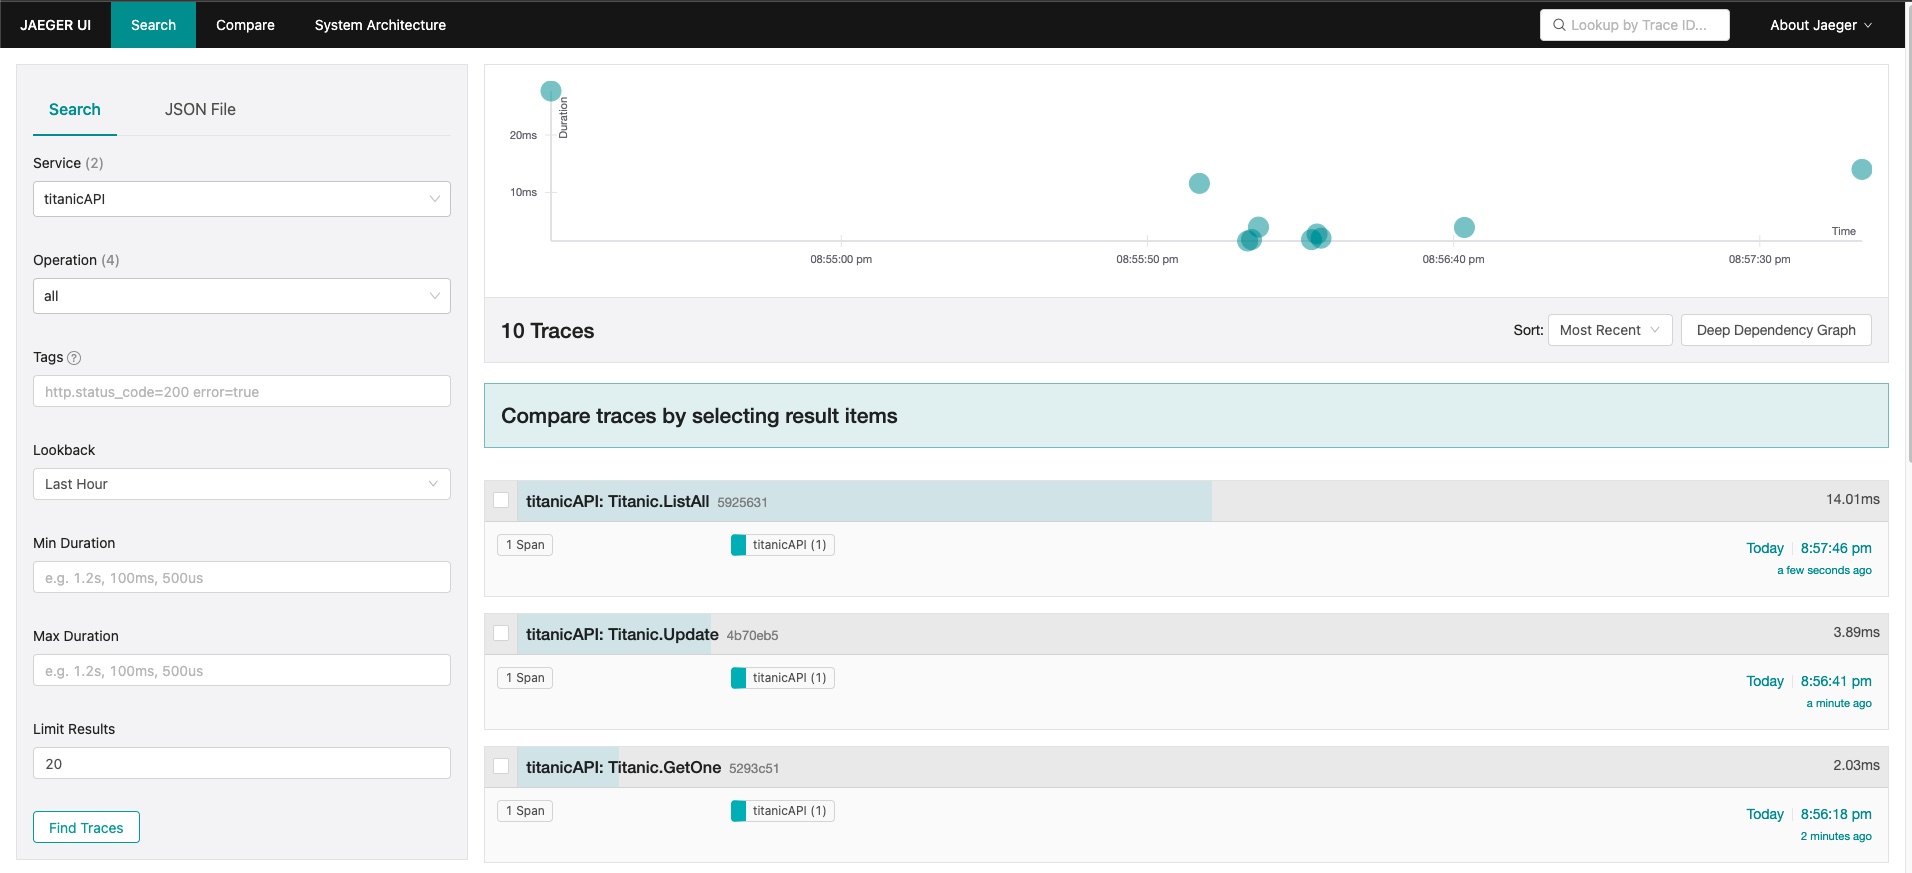 JAEGER UI
Search
Compare
System Architecture
Lookup by Trace ID...
About Jaeger
Search
JSON File
Service (2)
titanicAPI
Operation (4)
all
Tags ?
http.status_code=200 error=true
Lookback
Last Hour
Min Duration
e.g. 1.2s, 100ms, 500us
Max Duration
e.g. 1.2s, 100ms, 500us
Limit Results
20
Find Traces
Duration
20ms
10ms
Time
08:55:00 pm
08:55:50 pm
08:56:40 pm
08:57:30 pm
10 Traces
Sort: Most Recent
Deep Dependency Graph
Compare traces by selecting result items
titanicAPI: Titanic.ListAll 5925631
14.01ms
1 Span
titanicAPI (1)
Today 8:57:46 pm
a few seconds ago
titanicAPI: Titanic.Update 4b70eb5
3.89ms
1 Span
titanicAPI (1)
Today 8:56:41 pm
a minute ago
titanicAPI: Titanic.GetOne 5293c51
2.03ms
1 Span
titanicAPI (1)
Today 8:56:18 pm
2 minutes ago